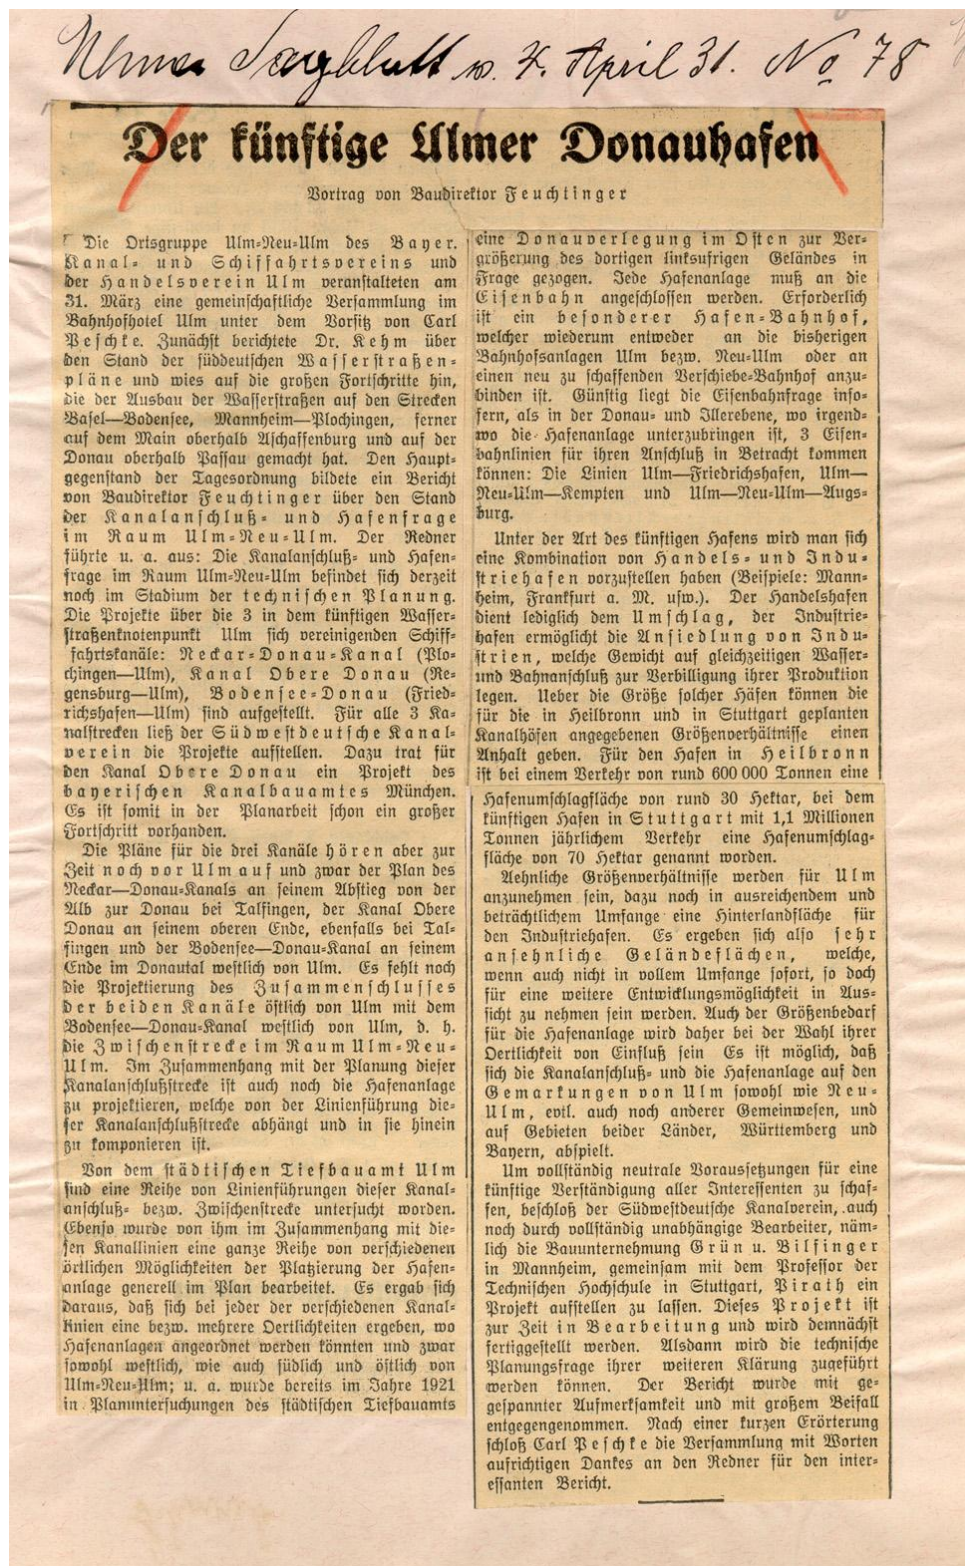 Ulmer Tagblatt v. 4. April 31. No 78
Der künftige Ulmer Donauhafen
Vortrag von Baudirektor Feuchtinger
Die Ortsgruppe Ulm-Neu-Ulm des Bayer.
Kanal- und Schiffahrtsvereins und
der Handelsverein Ulm veranstalteten am
31. März eine gemeinschaftliche Versammlung im
Bahnhofhotel Ulm unter dem Vorsitz von Carl
Peschke. Zunächst berichtete Dr. Kehm über
den Stand der süddeutschen Wasserstraßen-
pläne und wies auf die großen Fortschritte hin,
die der Ausbau der Wasserstraßen auf den Strecken
Basel—Bodensee, Mannheim—Plochingen, ferner
auf dem Main oberhalb Aschaffenburg und auf der
Donau oberhalb Passau gemacht hat. Den Haupt-
gegenstand der Tagesordnung bildete ein Bericht
von Baudirektor Feuchtinger über den Stand
der Kanalanschluß- und Hafenfrage
im Raum Ulm-Neu-Ulm. Der Redner
führte u. a. aus: Die Kanalanschluß- und Hafen-
frage im Raum Ulm-Neu-Ulm befindet sich derzeit
noch im Stadium der technischen Planung.
Die Projekte über die 3 in dem künftigen Wasser-
straßenknotenpunkt Ulm sich vereinigenden Schiff-
fahrtskanäle: Neckar-Donau-Kanal (Plo-
chingen—Ulm), Kanal Obere Donau (Re-
gensburg—Ulm), Bodensee-Donau (Fried-
richshafen—Ulm) sind aufgestellt. Für alle 3 Ka-
nalstrecken ließ der Südwestdeutsche Kanal-
verein die Projekte aufstellen. Dazu trat für
den Kanal Obere Donau ein Projekt des
bayerischen Kanalbauamtes München.
Es ist somit in der Planarbeit schon ein großer
Fortschritt vorhanden.
Die Pläne für die drei Kanäle hören aber zur
Zeit noch vor Ulm auf und zwar der Plan des
Neckar—Donau-Kanals an seinem Abstieg von der
Alb zur Donau bei Talfingen, der Kanal Obere
Donau an seinem oberen Ende, ebenfalls bei Tal-
fingen und der Bodensee—Donau-Kanal an seinem
Ende im Donautal westlich von Ulm. Es fehlt noch
die Projektierung des Zusammenschlusses
der beiden Kanäle östlich von Ulm mit dem
Bodensee—Donau-Kanal westlich von Ulm, d. h.
die Zwischenstrecke im Raum Ulm-Neu-
Ulm. Im Zusammenhang mit der Planung dieser
Kanalanschlußstrecke ist auch noch die Hafenanlage
zu projektieren, welche von der Linienführung die-
ser Kanalanschlußstrecke abhängt und in sie hinein
zu komponieren ist.
Von dem städtischen Tiefbauamt Ulm
sind eine Reihe von Linienführungen dieser Kanal-
anschluß- bezw. Zwischenstrecke untersucht worden.
Ebenso wurde von ihm im Zusammenhang mit die-
sen Kanallinien eine ganze Reihe von verschiedenen
örtlichen Möglichkeiten der Platzierung der Hafen-
anlage generell im Plan bearbeitet. Es ergab sich
daraus, daß sich bei jeder der verschiedenen Kanal-
linien eine bezw. mehrere Oertlichkeiten ergeben, wo
Hafenanlagen angeordnet werden könnten und zwar
sowohl westlich, wie auch südlich und östlich von
Ulm-Neu-Ulm; u. a. wurde bereits im Jahre 1921
in Planuntersuchungen des städtischen Tiefbauamts
eine Donauverlegung im Osten zur Ver-
größerung des dortigen linksufrigen Geländes in
Frage gezogen. Jede Hafenanlage muß an die
Eisenbahn angeschlossen werden. Erforderlich
ist ein besonderer Hafen-Bahnhof,
welcher wiederum entweder an die bisherigen
Bahnhofsanlagen Ulm bezw. Neu-Ulm oder an
einen neu zu schaffenden Verschiebe-Bahnhof anzu-
binden ist. Günstig liegt die Eisenbahnfrage inso-
fern, als in der Donau- und Illerebene, wo irgend-
wo die Hafenanlage unterzubringen ist, 3 Eisen-
bahnlinien für ihren Anschluß in Betracht kommen
können: Die Linien Ulm—Friedrichshafen, Ulm—
Neu-Ulm—Kempten und Ulm—Neu-Ulm—Augs-
burg.
Unter der Art des künftigen Hafens wird man sich
eine Kombination von Handels- und Indu-
striehafen vorzustellen haben (Beispiele: Mann-
heim, Frankfurt a. M. usw.). Der Handelshafen
dient lediglich dem Umschlag, der Industrie-
hafen ermöglicht die Ansiedlung von Indu-
strien, welche Gewicht auf gleichzeitigen Wasser-
und Bahnanschluß zur Verbilligung ihrer Produktion
legen. Ueber die Größe solcher Häfen können die
für die in Heilbronn und in Stuttgart geplanten
Kanalhöfen angegebenen Größenverhältnisse einen
Anhalt geben. Für den Hafen in Heilbronn
ist bei einem Verkehr von rund 600 000 Tonnen eine
Hafenumschlagfläche von rund 30 Hektar, bei dem
künftigen Hafen in Stuttgart mit 1,1 Millionen
Tonnen jährlichem Verkehr eine Hafenumschlag-
fläche von 70 Hektar genannt worden.
Aehnliche Größenverhältnisse werden für Ulm
anzunehmen sein, dazu noch in ausreichendem und
beträchtlichem Umfange eine Hinterlandfläche für
den Industriehafen. Es ergeben sich also sehr
ansehnliche Geländeflächen, welche,
wenn auch nicht in vollem Umfange sofort, so doch
für eine weitere Entwicklungsmöglichkeit in Aus-
sicht zu nehmen sein werden. Auch der Größenbedarf
für die Hafenanlage wird daher bei der Wahl ihrer
Oertlichkeit von Einfluß sein Es ist möglich, daß
sich die Kanalanschluß- und die Hafenanlage auf den
Gemarkungen von Ulm sowohl wie Neu-
Ulm, evtl. auch noch anderer Gemeinwesen, und
auf Gebieten beider Länder, Württemberg und
Bayern, abspielt.
Um vollständig neutrale Voraussetzungen für eine
künftige Verständigung aller Interessenten zu schaf-
fen, beschloß der Südwestdeutsche Kanalverein, auch
noch durch vollständig unabhängige Bearbeiter, näm-
lich die Bauunternehmung Grün u. Bilfinger
in Mannheim, gemeinsam mit dem Professor der
Technischen Hochschule in Stuttgart, Pirath ein
Projekt aufstellen zu lassen. Dieses Projekt ist
zur Zeit in Bearbeitung und wird demnächst
fertiggestellt werden. Alsdann wird die technische
Planungsfrage ihrer weiteren Klärung zugeführt
werden können. Der Bericht wurde mit ge-
gespannter Aufmerksamkeit und mit großem Beifall
entgegengenommen. Nach einer kurzen Erörterung
schloß Carl Peschke die Versammlung mit Worten
aufrichtigen Dankes an den Redner für den inter-
essanten Bericht.